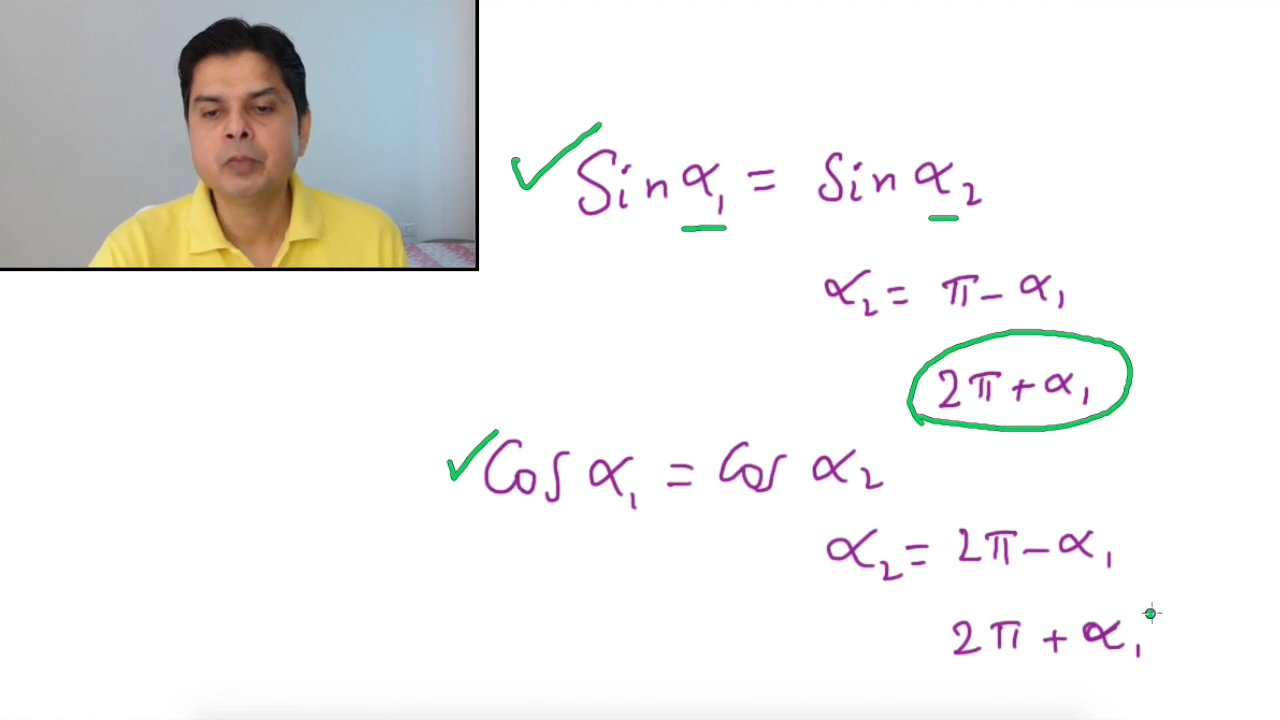 Sin α₁ = Sin α₂
α₂ = π - α₁
2π + α₁
Cos α₁ = Cos α₂
α₂ = 2π - α₁
2π + α₁